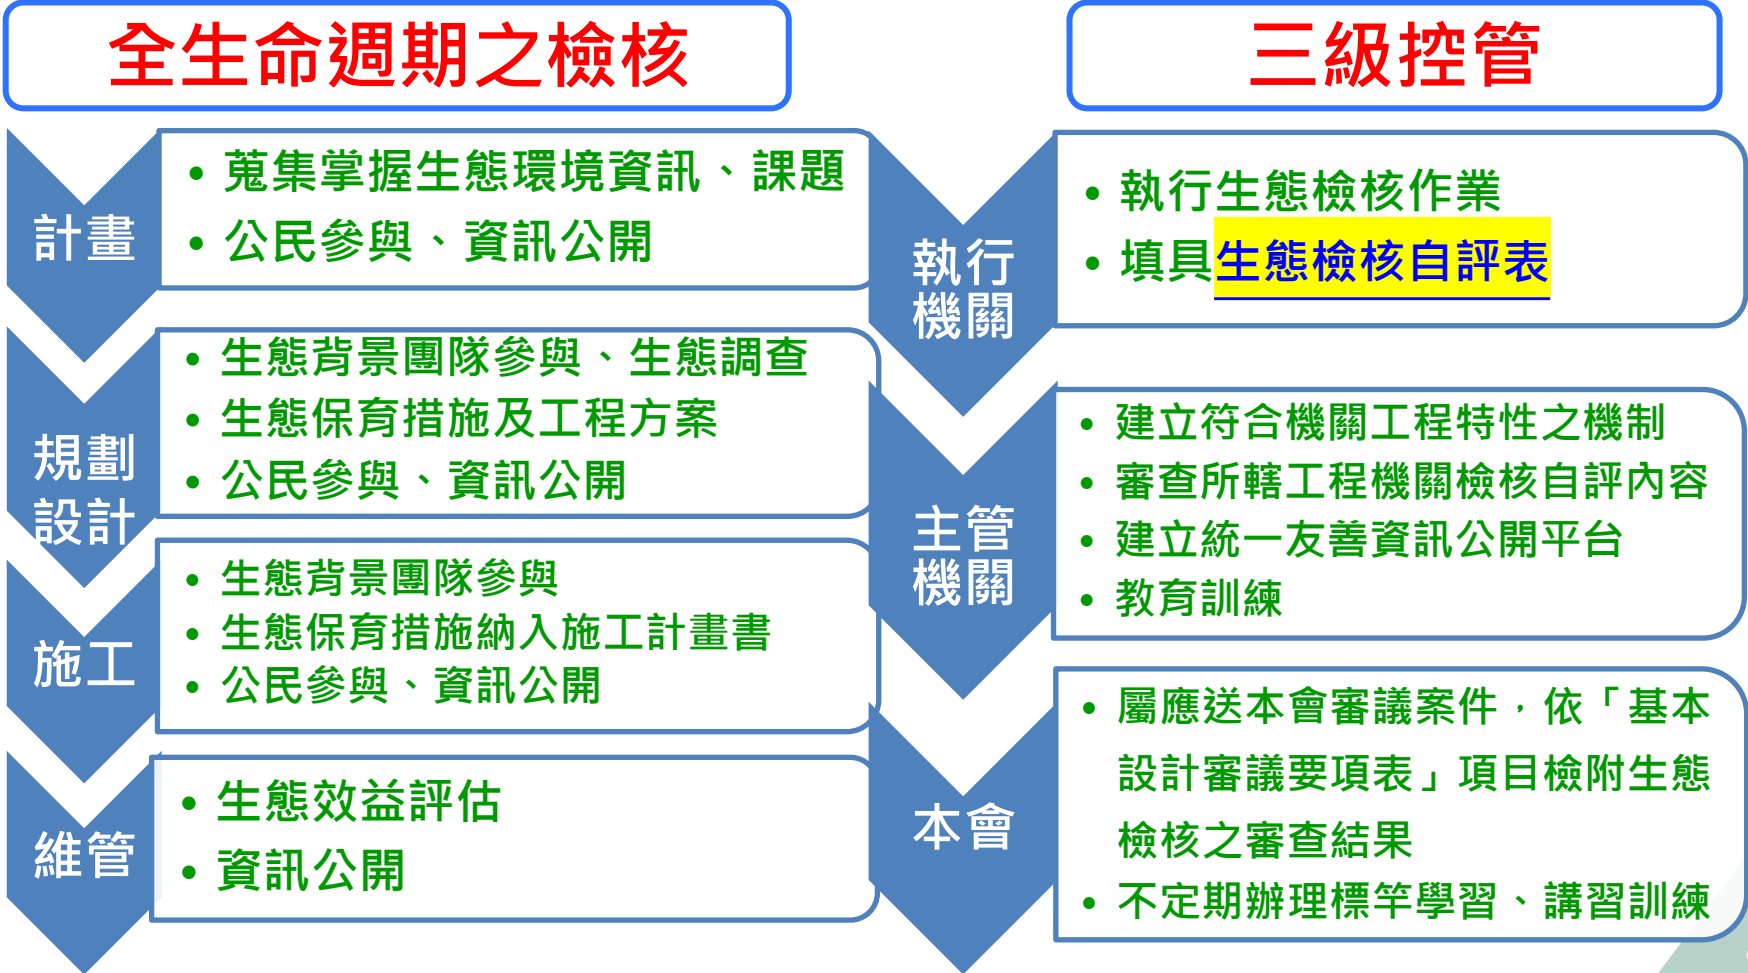 全生命週期之檢核
計畫
• 蒐集掌握生態環境資訊、課題
• 公民參與、資訊公開
規劃
設計
• 生態背景團隊參與、生態調查
• 生態保育措施及工程方案
• 公民參與、資訊公開
施工
• 生態背景團隊參與
• 生態保育措施納入施工計畫書
• 公民參與、資訊公開
維管
• 生態效益評估
• 資訊公開
三級控管
執行
機關
• 執行生態檢核作業
• 填具生態檢核自評表
主管
機關
• 建立符合機關工程特性之機制
• 審查所轄工程機關檢核自評內容
• 建立統一友善資訊公開平台
• 教育訓練
本會
• 屬應送本會審議案件，依「基本
設計審議要項表」項目檢附生態
檢核之審查結果
• 不定期辦理標竿學習、講習訓練